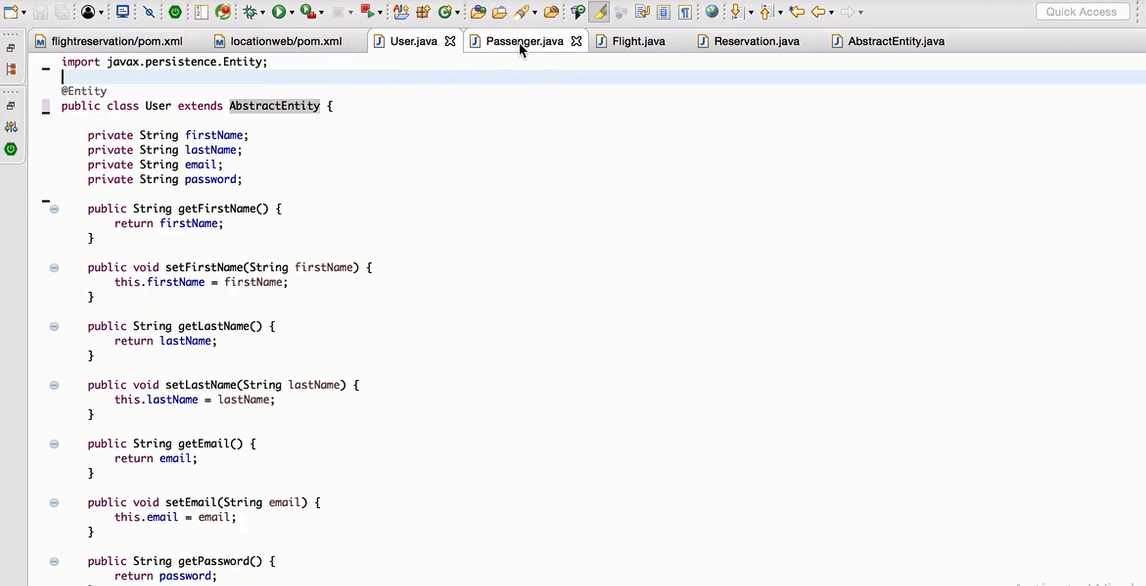 Quick Access
flightreservation/pom.xml locationweb/pom.xml User.java Passenger.java Flight.java Reservation.java AbstractEntity.java
import javax.persistence.Entity;
@Entity
public class User extends AbstractEntity {
private String firstName;
private String lastName;
private String email;
private String password;
public String getFirstName() {
return firstName;
}
public void setFirstName(String firstName) {
this.firstName = firstName;
}
public String getLastName() {
return lastName;
}
public void setLastName(String lastName) {
this.lastName = lastName;
}
public String getEmail() {
return email;
}
public void setEmail(String email) {
this.email = email;
}
public String getPassword() {
return password;